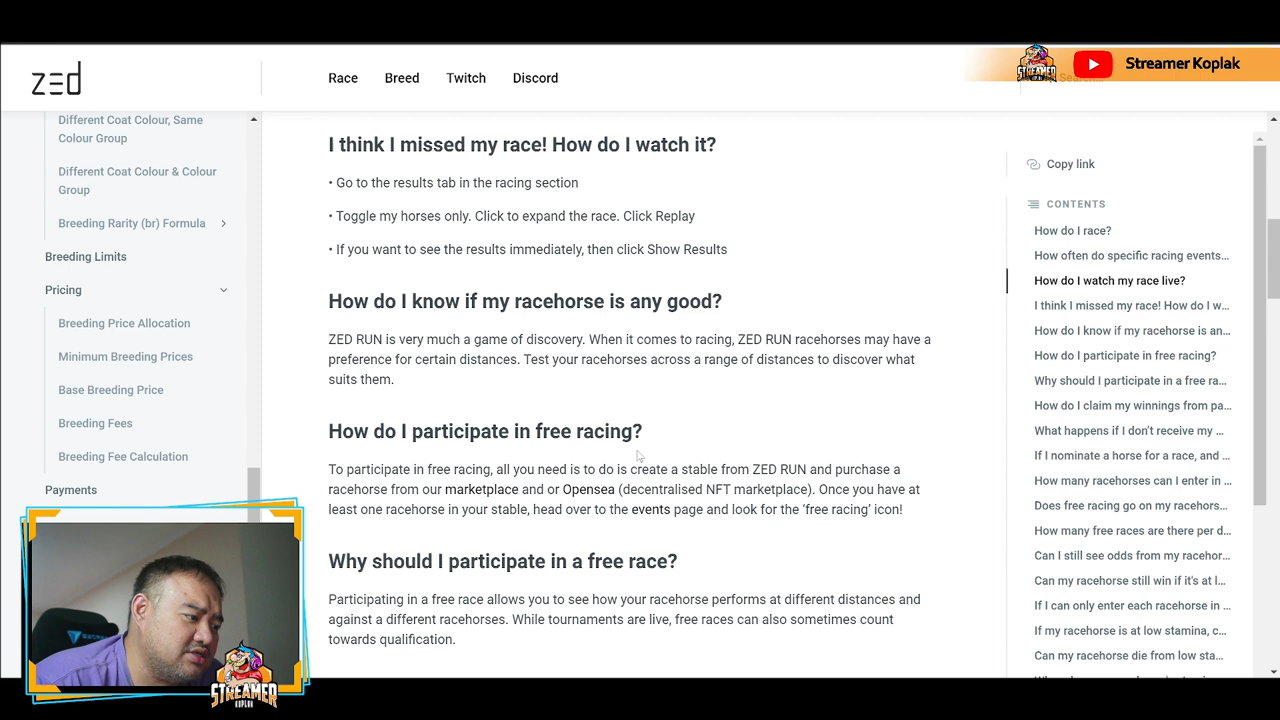 zed
Race
Breed
Twitch
Discord
Streamer Koplak
Different Coat Colour, Same
Colour Group
Different Coat Colour & Colour
Group
Breeding Rarity (br) Formula
Breeding Limits
Pricing
Breeding Price Allocation
Minimum Breeding Prices
Base Breeding Price
Breeding Fees
Breeding Fee Calculation
Payments
I think I missed my race! How do I watch it?
• Go to the results tab in the racing section
• Toggle my horses only. Click to expand the race. Click Replay
• If you want to see the results immediately, then click Show Results
How do I know if my racehorse is any good?
ZED RUN is very much a game of discovery. When it comes to racing, ZED RUN racehorses may have a
preference for certain distances. Test your racehorses across a range of distances to discover what
suits them.
How do I participate in free racing?
To participate in free racing, all you need is to do is create a stable from ZED RUN and purchase a
racehorse from our marketplace and or Opensea (decentralised NFT marketplace). Once you have at
least one racehorse in your stable, head over to the events page and look for the 'free racing' icon!
Why should I participate in a free race?
Participating in a free race allows you to see how your racehorse performs at different distances and
against a different racehorses. While tournaments are live, free races can also sometimes count
towards qualification.
Copy link
CONTENTS
How do I race?
How often do specific racing events...
How do I watch my race live?
I think I missed my race! How do I w...
How do I know if my racehorse is an...
How do I participate in free racing?
Why should I participate in a free ra...
How do I claim my winnings from pa...
What happens if I don't receive my ...
If I nominate a horse for a race, and ...
How many racehorses can I enter in ...
Does free racing go on my racehors...
How many free races are there per d...
Can I still see odds from my racehor...
Can my racehorse still win if it's at l...
If I can only enter each racehorse in ...
If my racehorse is at low stamina, c...
Can my racehorse die from low sta...
STREAMER
KOPLAK